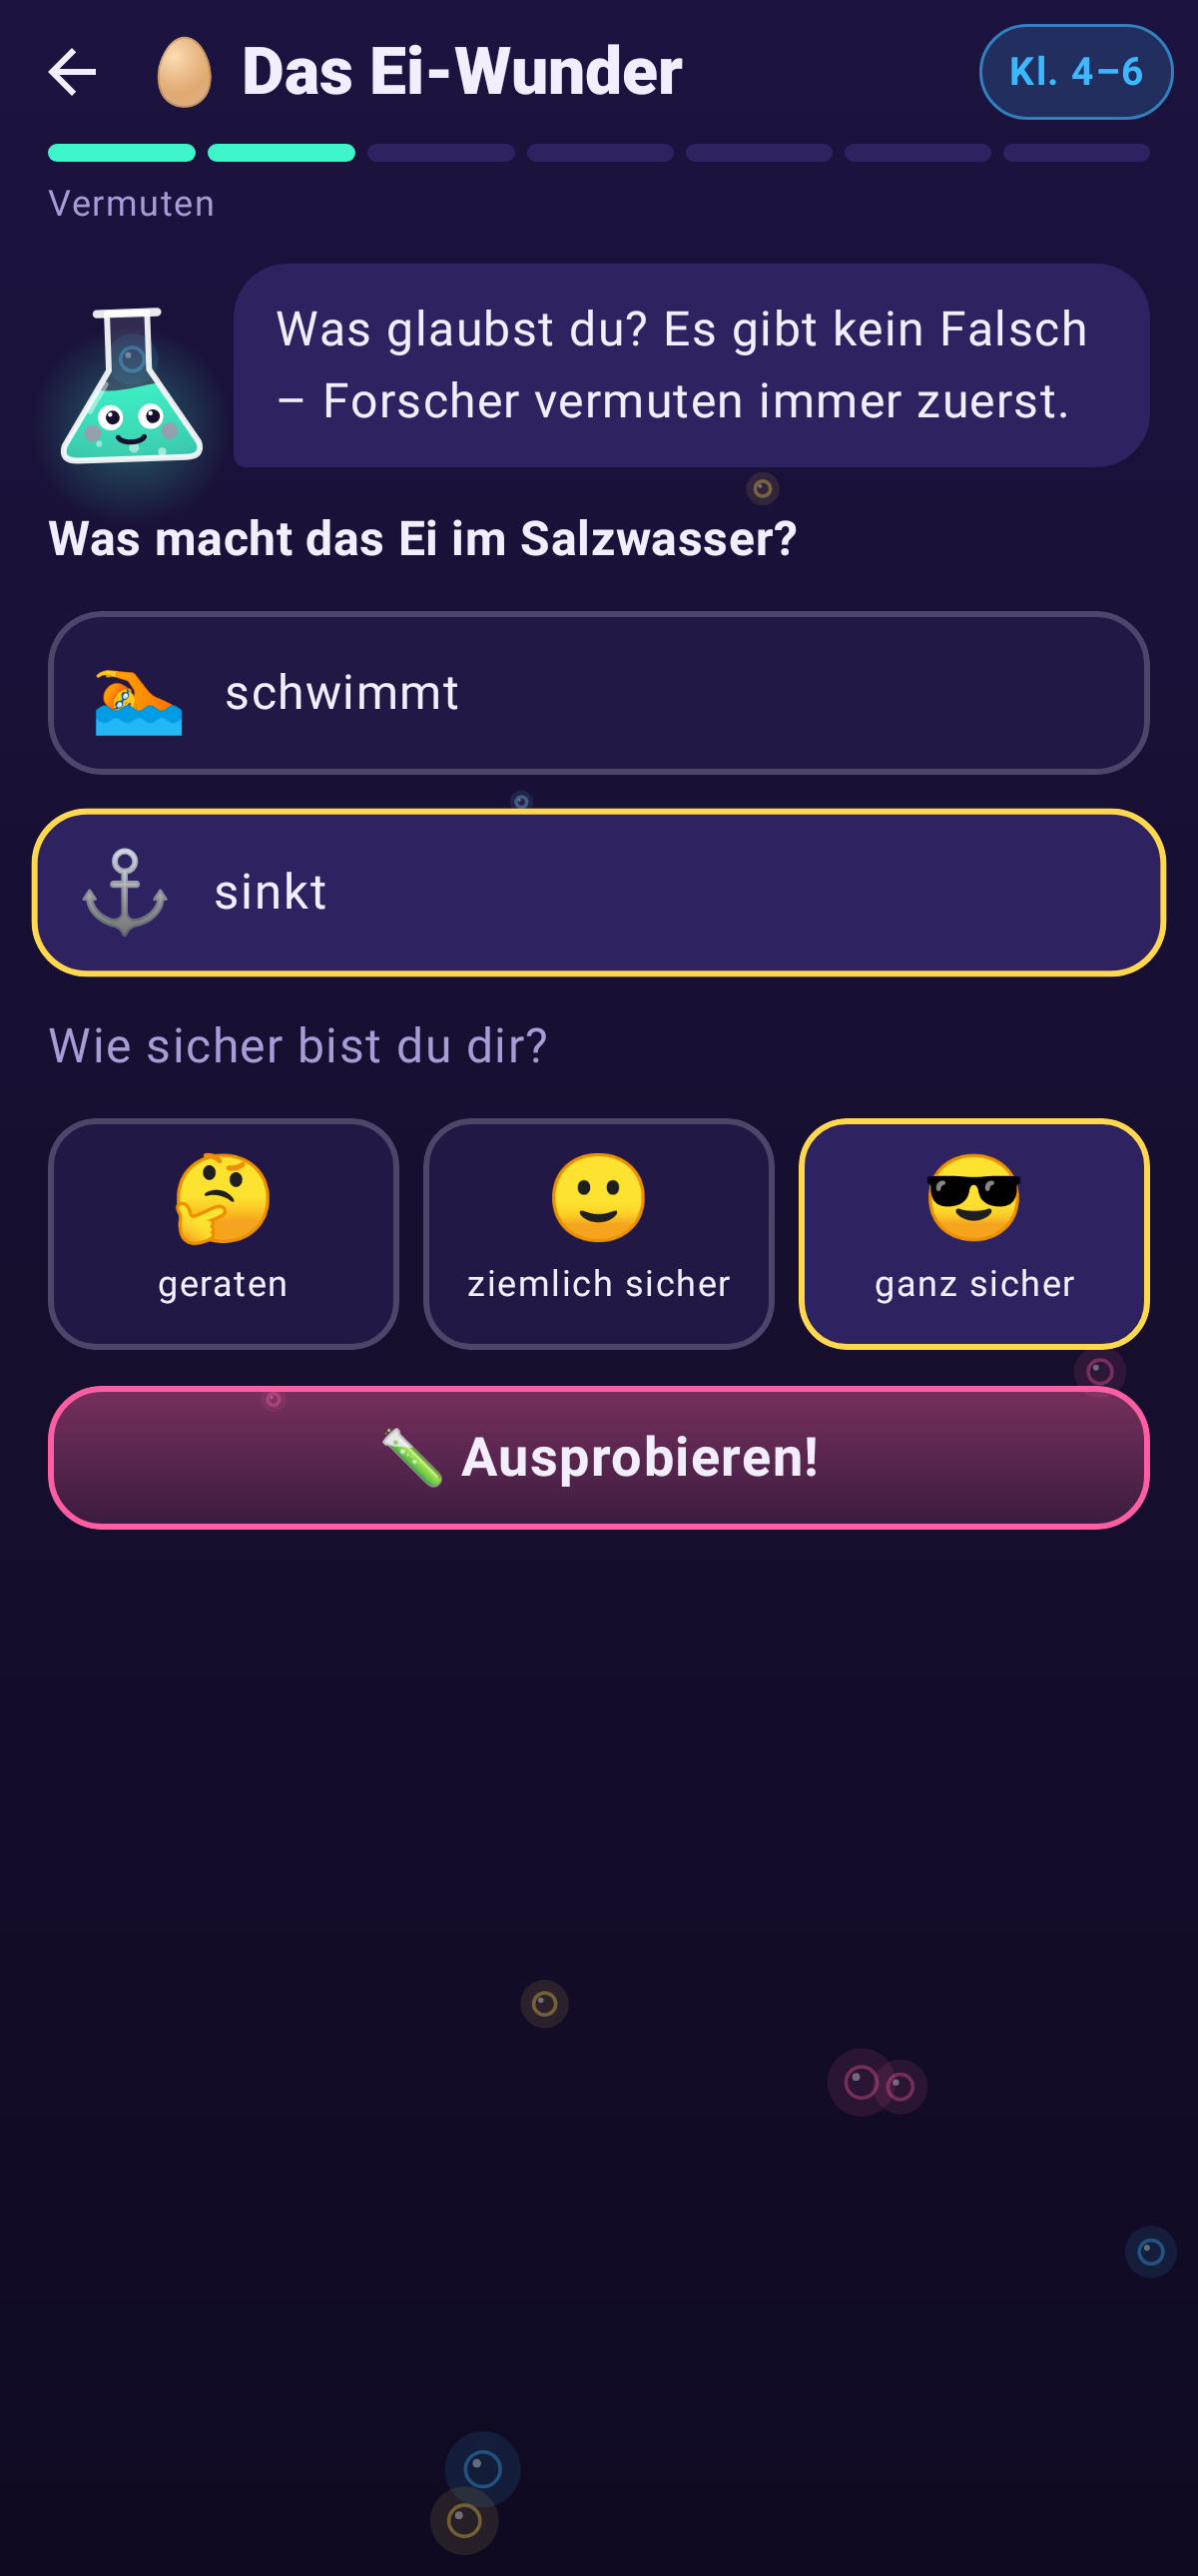 Das Ei-Wunder
Kl. 4–6
Vermuten
Was glaubst du? Es gibt kein Falsch
– Forscher vermuten immer zuerst.
Was macht das Ei im Salzwasser?
schwimmt
sinkt
Wie sicher bist du dir?
geraten
ziemlich sicher
ganz sicher
Ausprobieren!